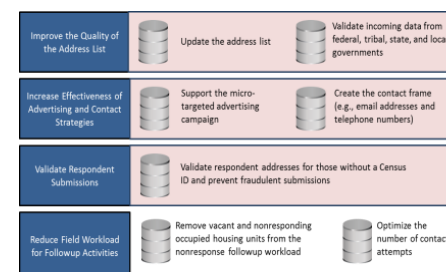 Improve the Quality of
the Address List
Update the address list
Validate incoming data from
federal, tribal, state, and local
governments
Increase Effectiveness of
Advertising and Contact
Strategies
Support the micro-
targeted advertising
campaign
Create the contact frame
(e.g., email addresses and
telephone numbers)
Validate Respondent
Submissions
Validate respondent addresses for those without a Census
ID and prevent fraudulent submissions
Reduce Field Workload
for Followup Activities
Remove vacant and nonresponding
occupied housing units from the
nonresponse followup workload
Optimize the
number of contact
attempts